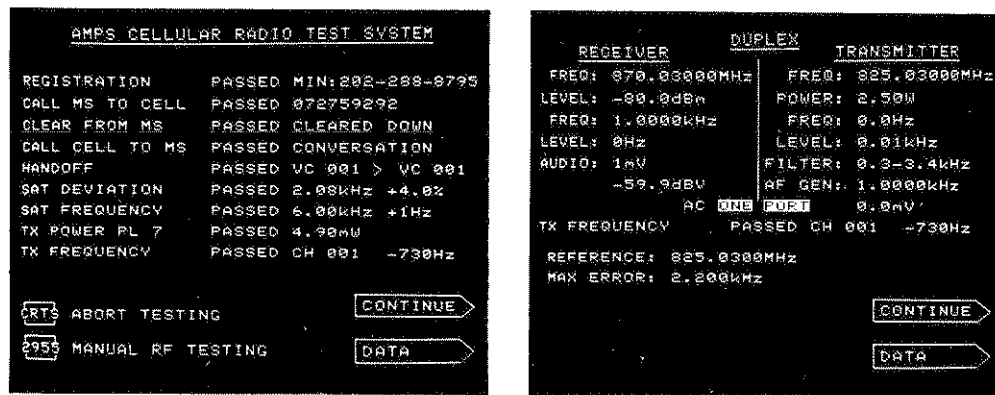 AMPS CELLULAR RADIO TEST SYSTEM
REGISTRATION PASSED MIN:202-288-8795
CALL MS TO CELL PASSED 072759292
CLEAR FROM MS PASSED CLEARED DOWN
CALL CELL TO MS PASSED CONVERSATION
HANDOFF PASSED VC 001 > VC 001
SAT DEVIATION PASSED 2.08kHz +4.0%
SAT FREQUENCY PASSED 6.00kHz +1Hz
TX POWER PL 7 PASSED 4.90mW
TX FREQUENCY PASSED CH 001 -730Hz
CRTS ABORT TESTING
CONTINUE
2955 MANUAL RF TESTING
DATA
DUPLEX
RECEIVER TRANSMITTER
FREQ: 870.03000MHz FREQ: 825.03000MHz
LEVEL: -80.0dBm POWER: 2.50W
FREQ: 1.0000kHz FREQ: 0.0Hz
LEVEL: 0Hz LEVEL: 0.01kHz
AUDIO: 1mV FILTER: 0.3-3.4kHz
-59.9dBV AF GEN: 1.0000kHz
AC ONE PORT 0.0mV
TX FREQUENCY PASSED CH 001 -730Hz
REFERENCE: 825.0300MHz
MAX ERROR: 2.200kHz
CONTINUE
DATA